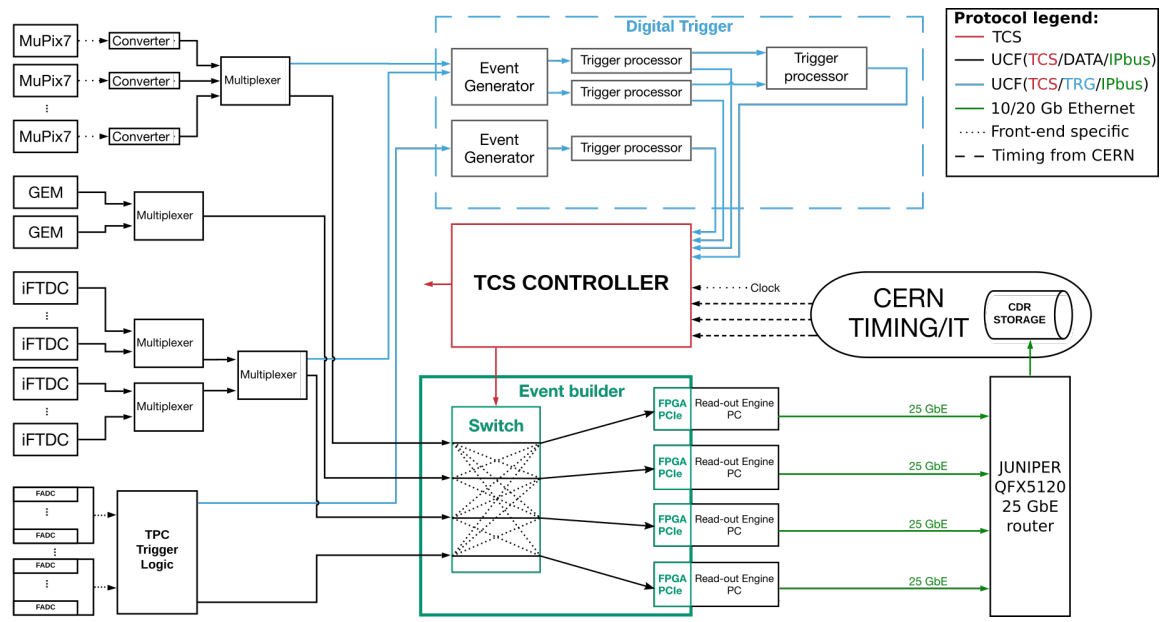 MuPix7
Converter
MuPix7
Converter
MuPix7
Converter
Multiplexer
GEM
GEM
Multiplexer
iFTDC
iFTDC
iFTDC
iFTDC
Multiplexer
Multiplexer
Multiplexer
FADC
FADC
FADC
FADC
TPC
Trigger
Logic
Digital Trigger
Event
Generator
Trigger processor
Trigger processor
Trigger
processor
Event
Generator
Trigger processor
TCS CONTROLLER
Clock
CERN
TIMING/IT
CDR
STORAGE
Event builder
Switch
FPGA
PCIe
Read-out Engine
PC
25 GbE
FPGA
PCIe
Read-out Engine
PC
25 GbE
FPGA
PCIe
Read-out Engine
PC
25 GbE
FPGA
PCIe
Read-out Engine
PC
25 GbE
JUNIPER
QFX5120
25 GbE
router
Protocol legend:
TCS
UCF(TCS/DATA/IPbus)
UCF(TCS/TRG/IPbus)
10/20 Gb Ethernet
Front-end specific
Timing from CERN